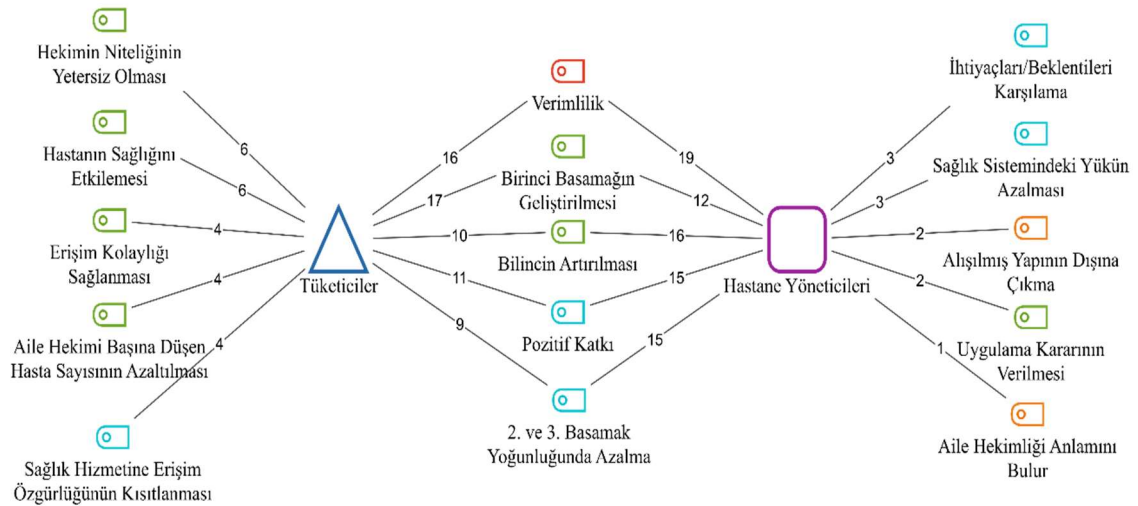 Hekimin Niteliğinin
Yetersiz Olması
6
Hastanın Sağlığını
Etkilemesi
6
Erişim Kolaylığı
Sağlanması
4
Aile Hekimi Başına Düşen
Hasta Sayısının Azaltılması
4
Sağlık Hizmetine Erişim
Özgürlüğünün Kısıtlanması
4
Tüketiciler
16
17
10
11
9
Verimlilik
Birinci Basamağın
Geliştirilmesi
Bilincin Artırılması
Pozitif Katkı
2. ve 3. Basamak
Yoğunluğunda Azalma
19
12
16
15
15
Hastane Yöneticileri
3
3
2
2
1
İhtiyaçları/Beklentileri
Karşılama
Sağlık Sistemindeki Yükün
Azalması
Alışılmış Yapının Dışına
Çıkma
Uygulama Kararının
Verilmesi
Aile Hekimliği Anlamını
Bulur